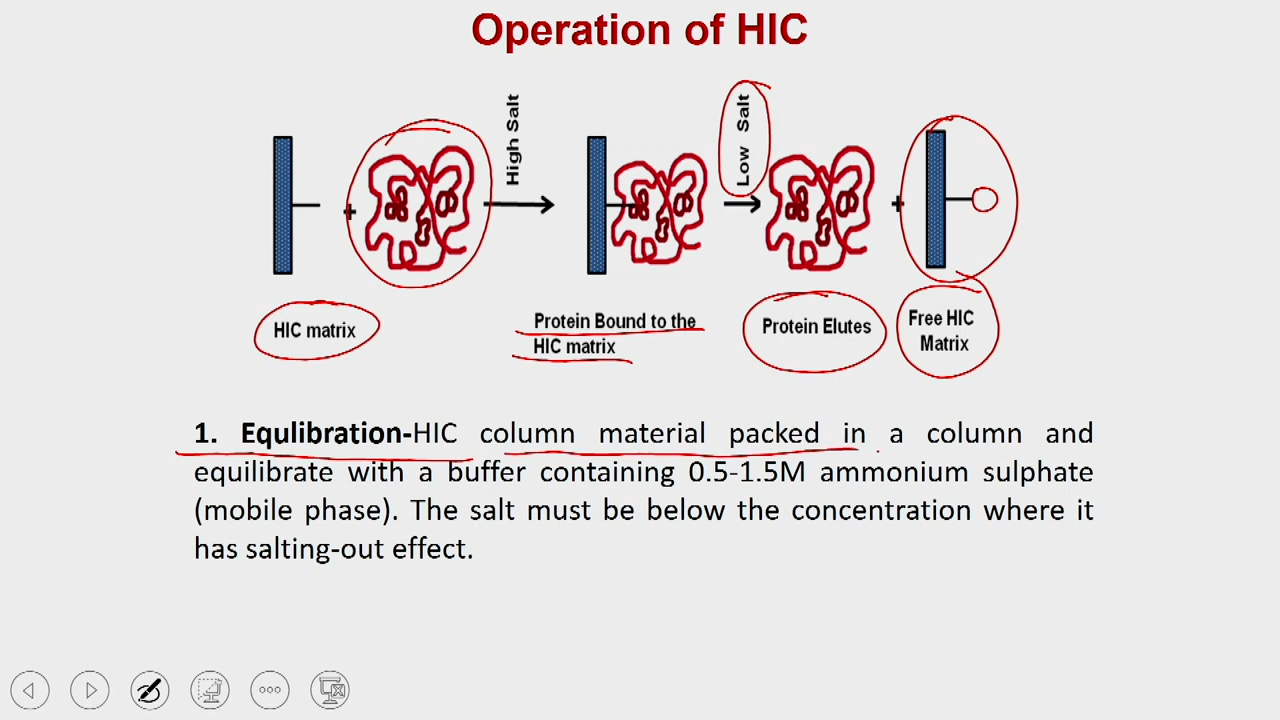 Operation of HIC
High Salt
Low Salt
+
+
HIC matrix
Protein Bound to the
HIC matrix
Protein Elutes
Free HIC
Matrix
1. Equlibration-HIC column material packed in a column and
equilibrate with a buffer containing 0.5-1.5M ammonium sulphate
(mobile phase). The salt must be below the concentration where it
has salting-out effect.